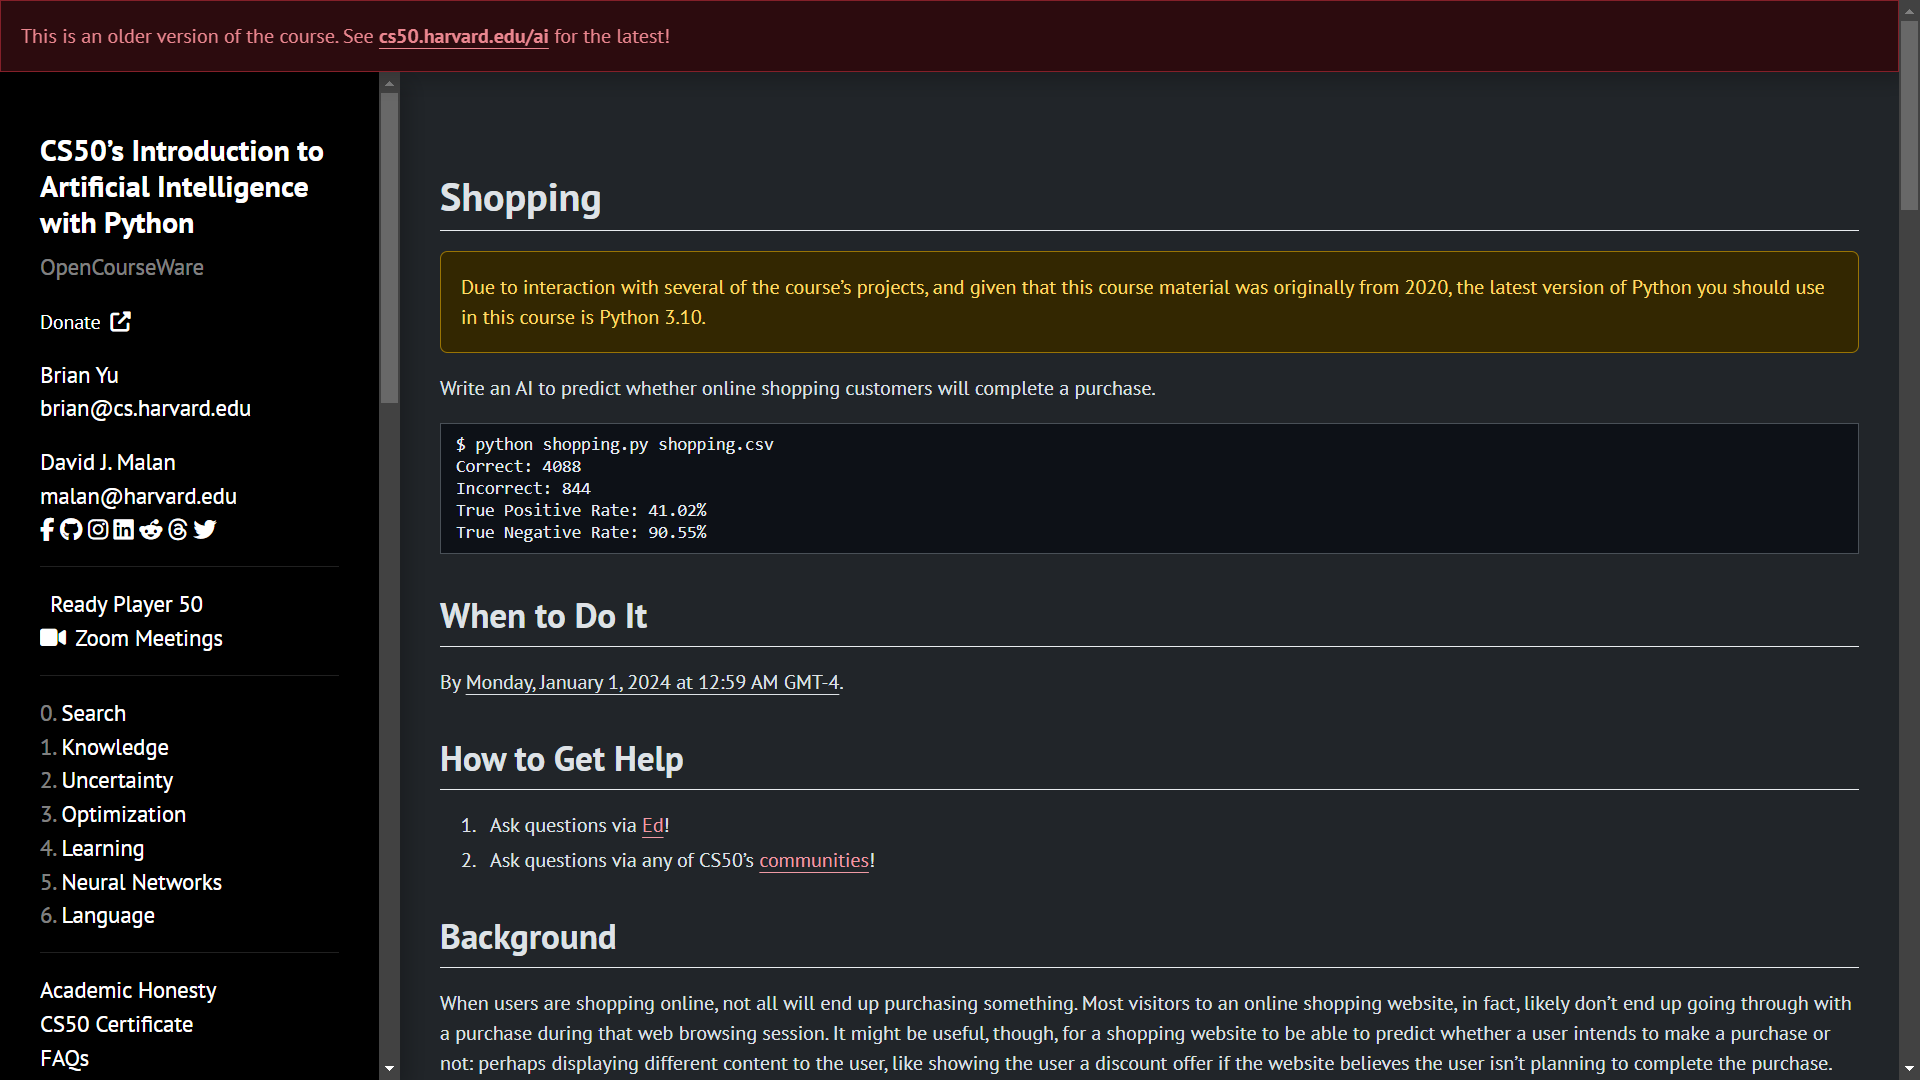 This is an older version of the course. See cs50.harvard.edu/ai for the latest!
CS50’s Introduction to
Artificial Intelligence
with Python
OpenCourseWare
Donate
Brian Yu
brian@cs.harvard.edu
David J. Malan
malan@harvard.edu
Ready Player 50
Zoom Meetings
0. Search
1. Knowledge
2. Uncertainty
3. Optimization
4. Learning
5. Neural Networks
6. Language
Academic Honesty
CS50 Certificate
FAQs
Shopping
Due to interaction with several of the course’s projects, and given that this course material was originally from 2020, the latest version of Python you should use
in this course is Python 3.10.
Write an AI to predict whether online shopping customers will complete a purchase.
$ python shopping.py shopping.csv
Correct: 4088
Incorrect: 844
True Positive Rate: 41.02%
True Negative Rate: 90.55%
When to Do It
By Monday, January 1, 2024 at 12:59 AM GMT-4.
How to Get Help
1. Ask questions via Ed!
2. Ask questions via any of CS50’s communities!
Background
When users are shopping online, not all will end up purchasing something. Most visitors to an online shopping website, in fact, likely don’t end up going through with
a purchase during that web browsing session. It might be useful, though, for a shopping website to be able to predict whether a user intends to make a purchase or
not: perhaps displaying different content to the user, like showing the user a discount offer if the website believes the user isn’t planning to complete the purchase.